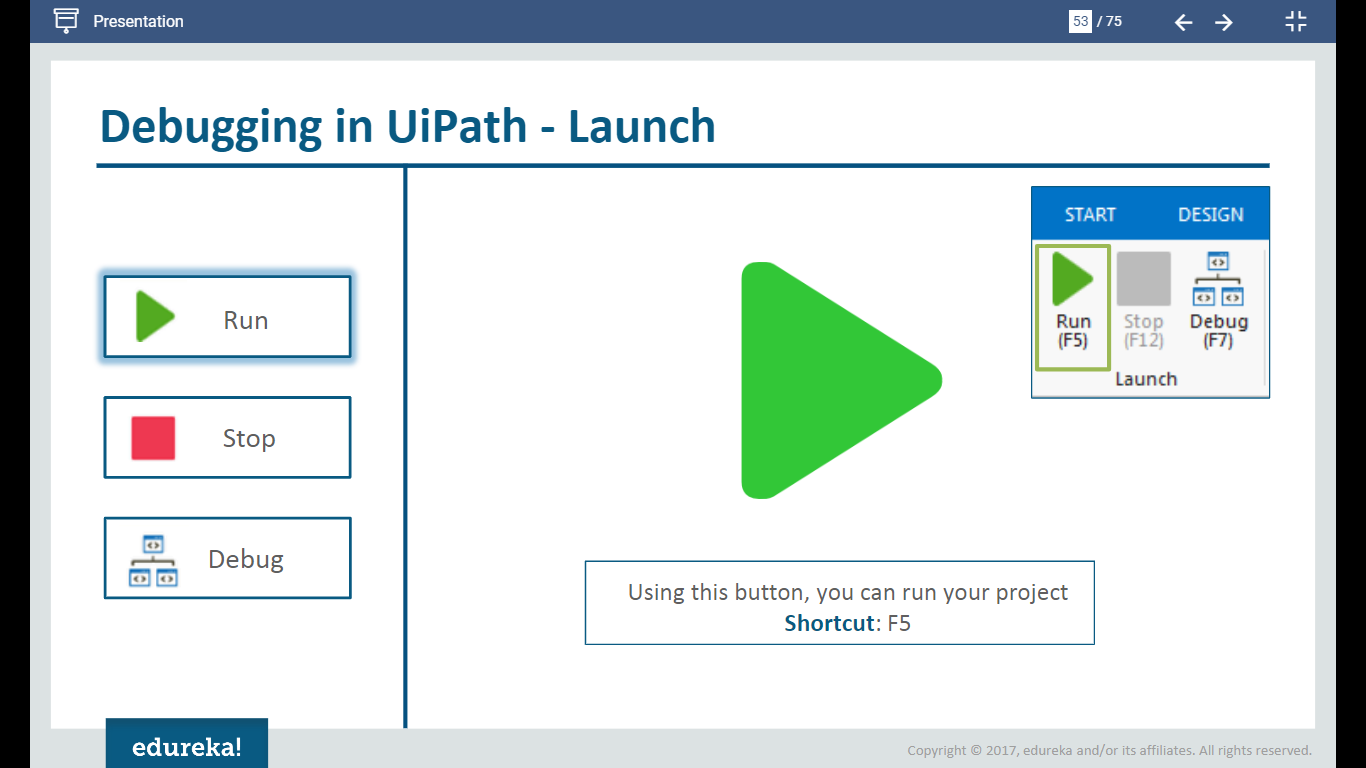 Presentation
53 / 75
Debugging in UiPath - Launch
Run
Stop
Debug
START DESIGN
Run Stop Debug
(F5) (F12) (F7)
Launch
Using this button, you can run your project
Shortcut: F5
edureka!
Copyright © 2017, edureka and/or its affiliates. All rights reserved.